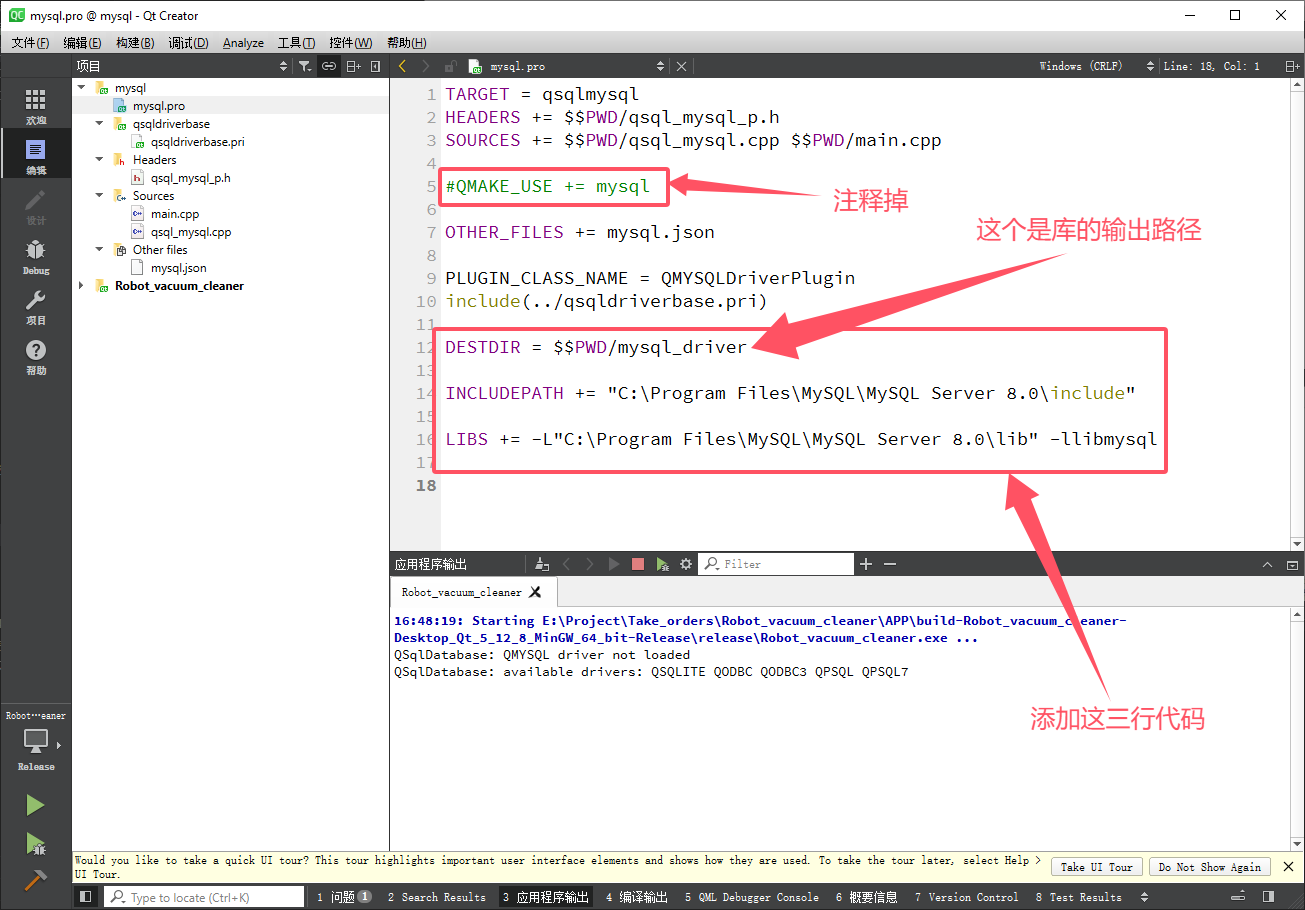 mysql.pro @ mysql - Qt Creator
文件(F) 编辑(E) 构建(B) 调试(D) Analyze 工具(T) 控件(W) 帮助(H)
项目
mysql.pro
Windows (CRLF)
Line: 18, Col: 1
欢迎
编辑
设计
Debug
项目
帮助
mysql
mysql.pro
qsqldriverbase
qsqldriverbase.pri
Headers
qsql_mysql_p.h
Sources
main.cpp
qsql_mysql.cpp
Other files
mysql.json
Robot_vacuum_cleaner
1 TARGET = qsqlmysql
2 HEADERS += $$PWD/qsql_mysql_p.h
3 SOURCES += $$PWD/qsql_mysql.cpp $$PWD/main.cpp
4
5 #QMAKE_USE += mysql
注释掉
6
7 OTHER_FILES += mysql.json
这个是库的输出路径
8
9 PLUGIN_CLASS_NAME = QMYSQLDriverPlugin
10 include(../qsqldriverbase.pri)
11
12 DESTDIR = $$PWD/mysql_driver
13
14 INCLUDEPATH += "C:\Program Files\MySQL\MySQL Server 8.0\include"
15
16 LIBS += -L"C:\Program Files\MySQL\MySQL Server 8.0\lib" -llibmysql
17
18
应用程序输出
Filter
Robot_vacuum_cleaner
16:48:19: Starting E:\Project\Take_orders\Robot_vacuum_cleaner\APP\build-Robot_vacuum_cleaner-
Desktop_Qt_5_12_8_MinGW_64_bit-Release\release\Robot_vacuum_cleaner.exe ...
QSqlDatabase: QMYSQL driver not loaded
QSqlDatabase: available drivers: QSQLITE QODBC QODBC3 QPSQL QPSQL7
添加这三行代码
Robot…eaner
Release
Would you like to take a quick UI tour? This tour highlights important user interface elements and shows how they are used. To take the tour later, select Help >
UI Tour.
Take UI Tour
Do Not Show Again
Type to locate (Ctrl+K)
1 问题 1
2 Search Results
3 应用程序输出
4 编译输出
5 QML Debugger Console
6 概要信息
7 Version Control
8 Test Results